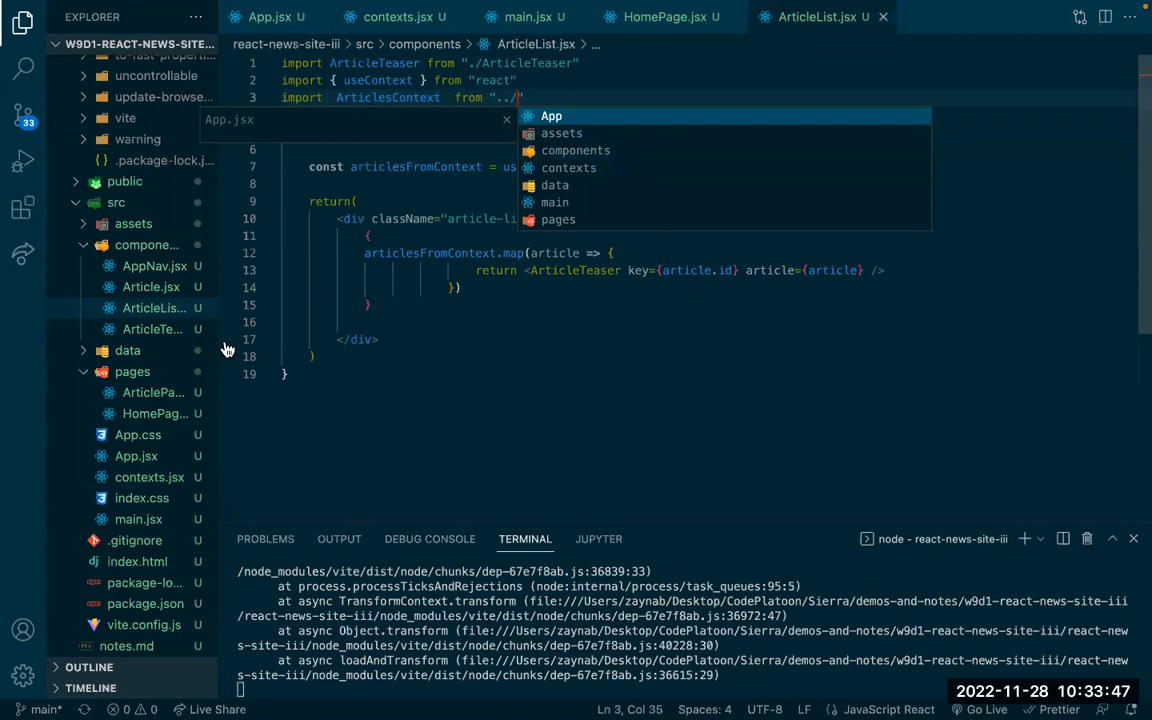 EXPLORER
App.jsx U
contexts.jsx U
main.jsx U
HomePage.jsx U
ArticleList.jsx U
W9D1-REACT-NEWS-SITE...
react-news-site-iii > src > components > ArticleList.jsx > ...
uncontrollable
update-browse...
vite
warning
.package-lock.j...
public
src
assets
compone...
AppNav.jsx U
Article.jsx U
ArticleLis... U
ArticleTe... U
data
pages
ArticlePa... U
HomePag... U
App.css U
App.jsx U
contexts.jsx U
index.css U
main.jsx U
.gitignore U
index.html U
package-lo... U
package.json U
vite.config.js U
notes.md U
OUTLINE
TIMELINE
33
1 import ArticleTeaser from "./ArticleTeaser"
2 import { useContext } from "react"
3 import ArticlesContext from "../"
App.jsx
App
assets
components
contexts
data
main
pages
6
7 const articlesFromContext = us
8
9 return(
10 <div className="article-li
11 {
12 articlesFromContext.map(article => {
13 return <ArticleTeaser key={article.id} article={article} />
14 })
15 }
16
17 </div>
18 )
19 }
PROBLEMS OUTPUT DEBUG CONSOLE TERMINAL JUPYTER
node - react-news-site-iii
/node_modules/vite/dist/node/chunks/dep-67e7f8ab.js:36839:33)
at process.processTicksAndRejections (node:internal/process/task_queues:95:5)
at async TransformContext.transform (file:///Users/zaynab/Desktop/CodePlatoon/Sierra/demos-and-notes/w9d1-react-news-site-iii
/react-news-site-iii/node_modules/vite/dist/node/chunks/dep-67e7f8ab.js:36972:47)
at async Object.transform (file:///Users/zaynab/Desktop/CodePlatoon/Sierra/demos-and-notes/w9d1-react-news-site-iii/react-new
s-site-iii/node_modules/vite/dist/node/chunks/dep-67e7f8ab.js:40228:30)
at async loadAndTransform (file:///Users/zaynab/Desktop/CodePlatoon/Sierra/demos-and-notes/w9d1-react-news-site-iii/react-new
s-site-iii/node_modules/vite/dist/node/chunks/dep-67e7f8ab.js:36615:29)
2022-11-28 10:33:47
main* 0 0 Live Share
Ln 3, Col 35 Spaces: 4 UTF-8 LF JavaScript React Go Live Prettier